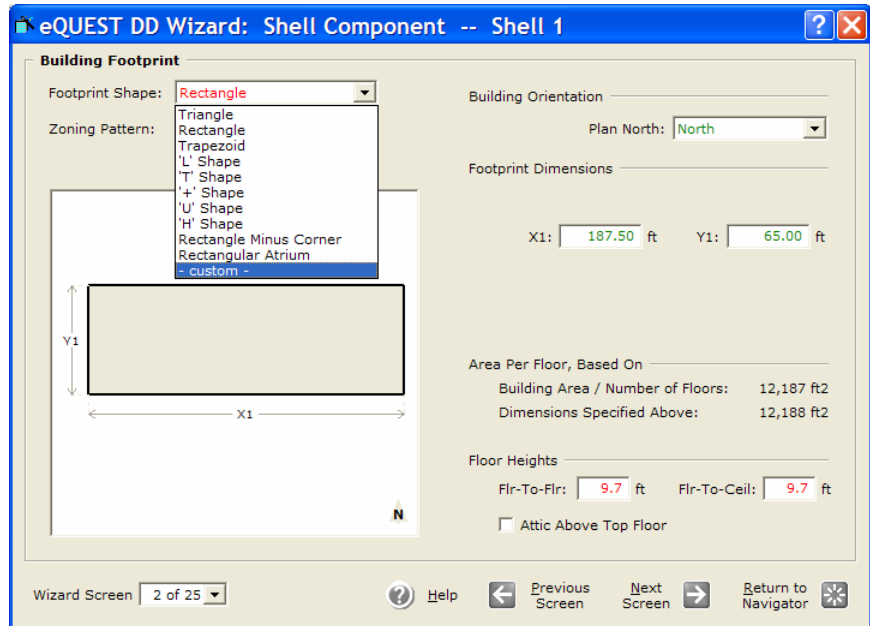 eQUEST DD Wizard: Shell Component -- Shell 1
Building Footprint
Footprint Shape: Rectangle
Triangle
Rectangle
Trapezoid
'L' Shape
'T' Shape
'+' Shape
'U' Shape
'H' Shape
Rectangle Minus Corner
Rectangular Atrium
- custom -
Zoning Pattern:
Y1
X1
N
Building Orientation
Plan North: North
Footprint Dimensions
X1: 187.50 ft Y1: 65.00 ft
Area Per Floor, Based On
Building Area / Number of Floors: 12,187 ft2
Dimensions Specified Above: 12,188 ft2
Floor Heights
Flr-To-Flr: 9.7 ft Flr-To-Ceil: 9.7 ft
Attic Above Top Floor
Wizard Screen 2 of 25
? Help
Previous Screen
Next Screen
Return to Navigator